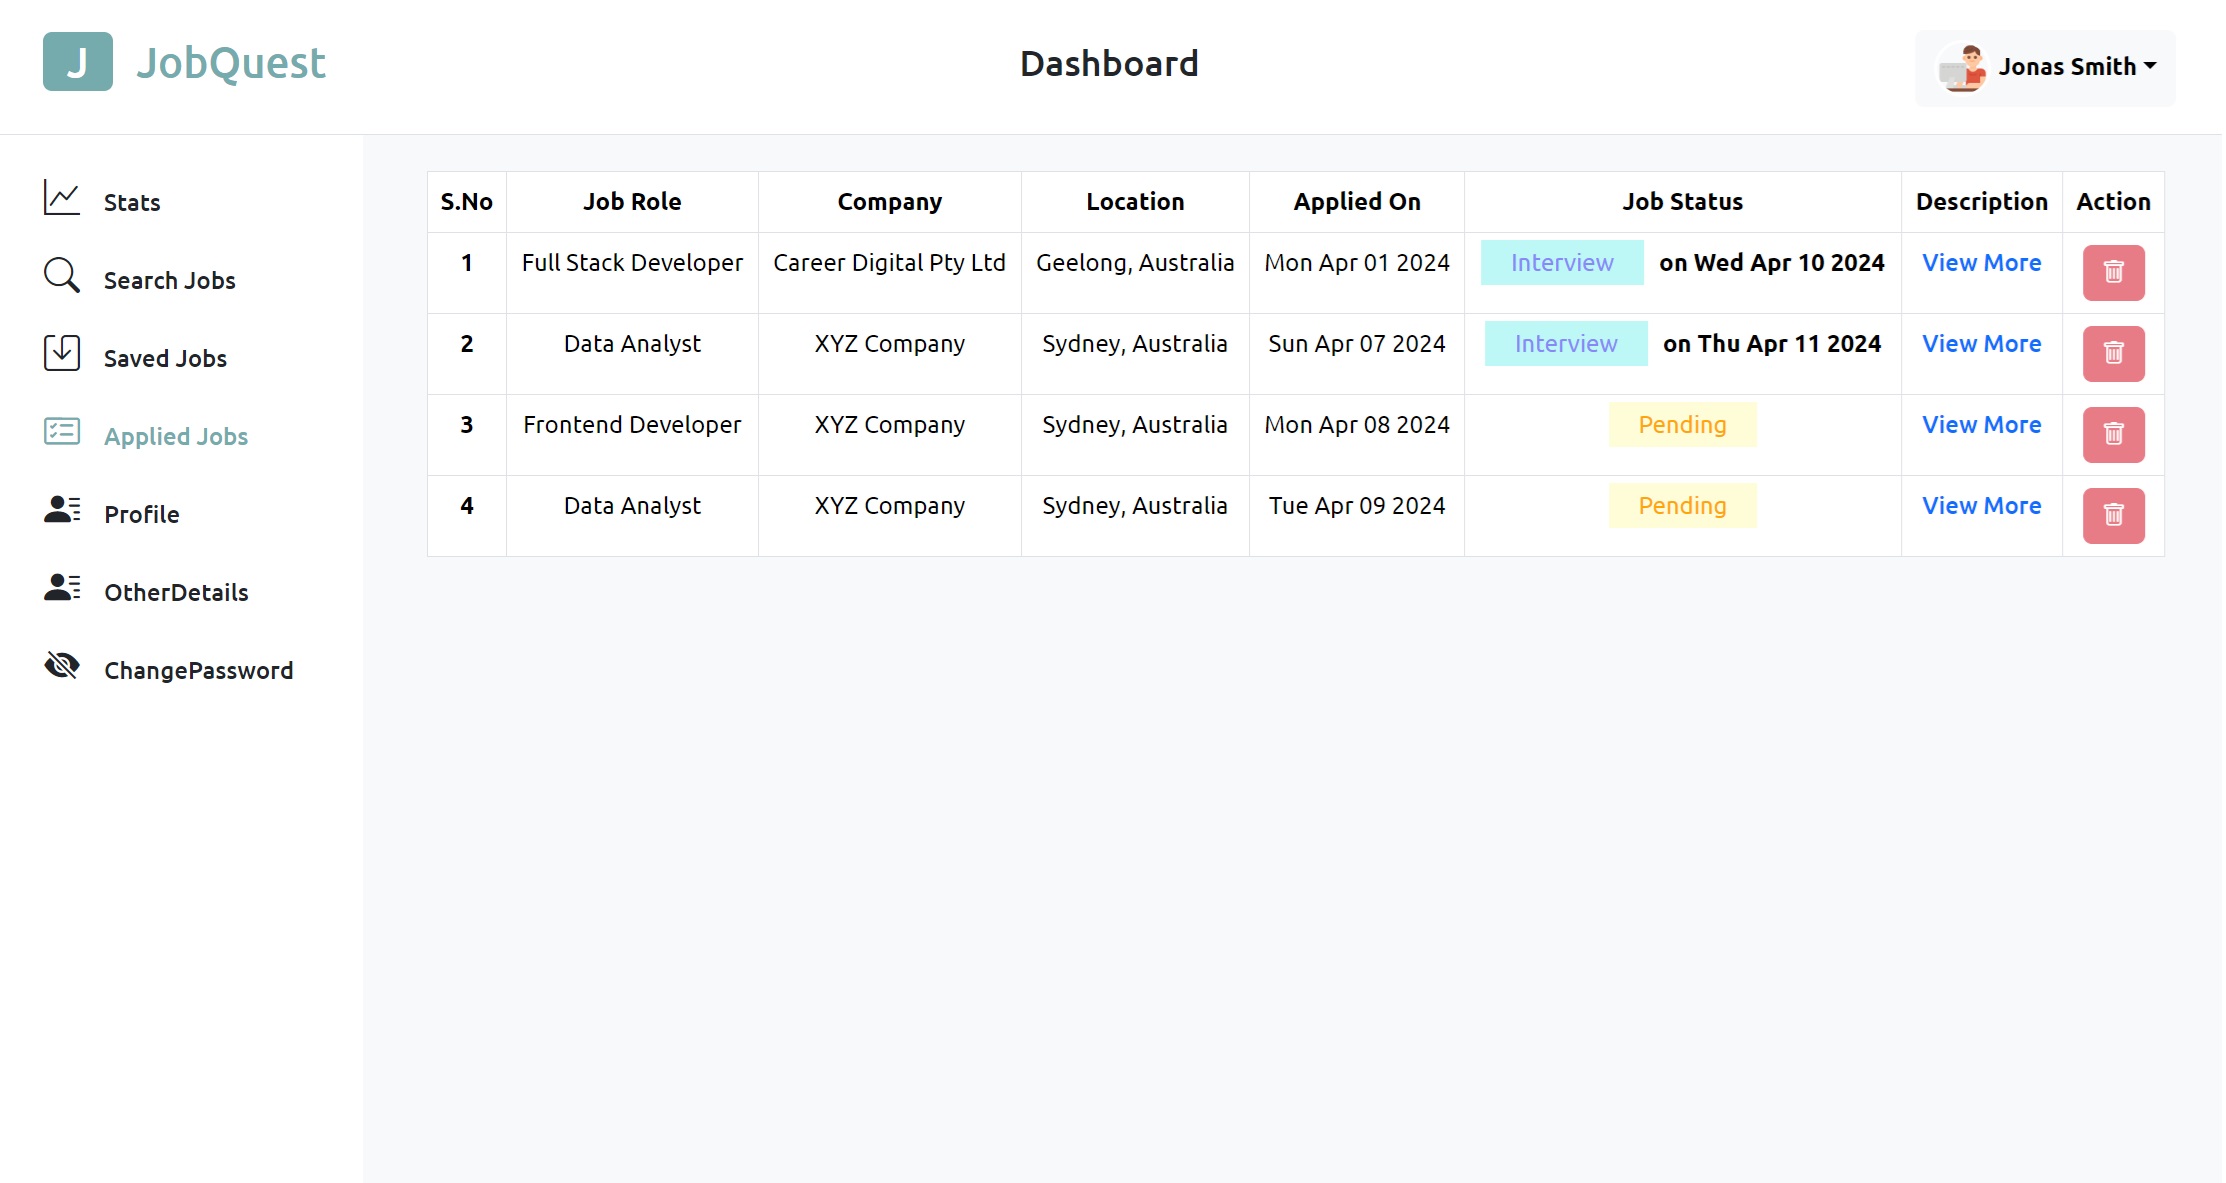 J JobQuest
Dashboard
Jonas Smith
Stats
Search Jobs
Saved Jobs
Applied Jobs
Profile
OtherDetails
ChangePassword
S.No Job Role Company Location Applied On Job Status Description Action
1 Full Stack Developer Career Digital Pty Ltd Geelong, Australia Mon Apr 01 2024 Interview on Wed Apr 10 2024 View More
2 Data Analyst XYZ Company Sydney, Australia Sun Apr 07 2024 Interview on Thu Apr 11 2024 View More
3 Frontend Developer XYZ Company Sydney, Australia Mon Apr 08 2024 Pending View More
4 Data Analyst XYZ Company Sydney, Australia Tue Apr 09 2024 Pending View More